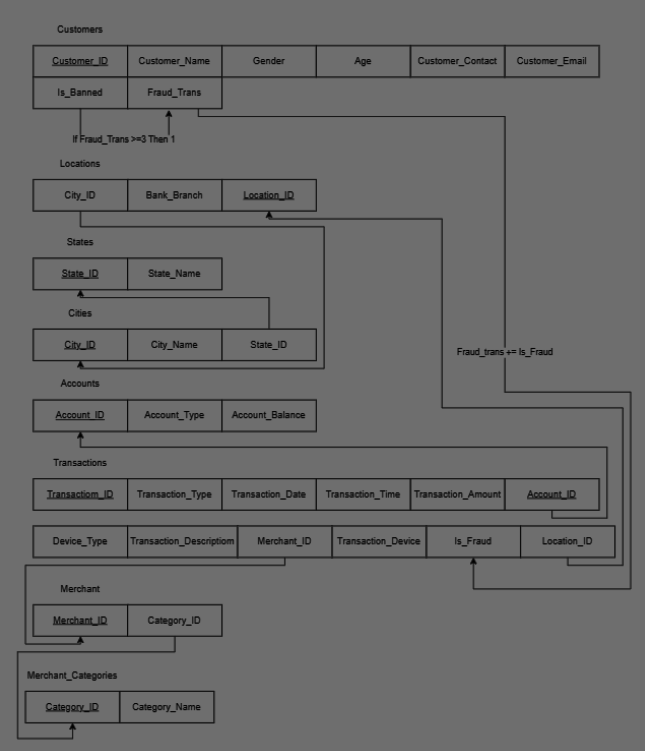 Customers
Customer_ID Customer_Name Gender Age Customer_Contact Customer_Email
Is_Banned Fraud_Trans
If Fraud_Trans >=3 Then 1
Locations
City_ID Bank_Branch Location_ID
States
State_ID State_Name
Cities
City_ID City_Name State_ID
Fraud_trans += Is_Fraud
Accounts
Account_ID Account_Type Account_Balance
Transactions
Transactiom_ID Transaction_Type Transaction_Date Transaction_Time Transaction_Amount Account_ID
Device_Type Transaction_Descriptiom Merchant_ID Transaction_Device Is_Fraud Location_ID
Merchant
Merchant_ID Category_ID
Merchant_Categories
Category_ID Category_Name